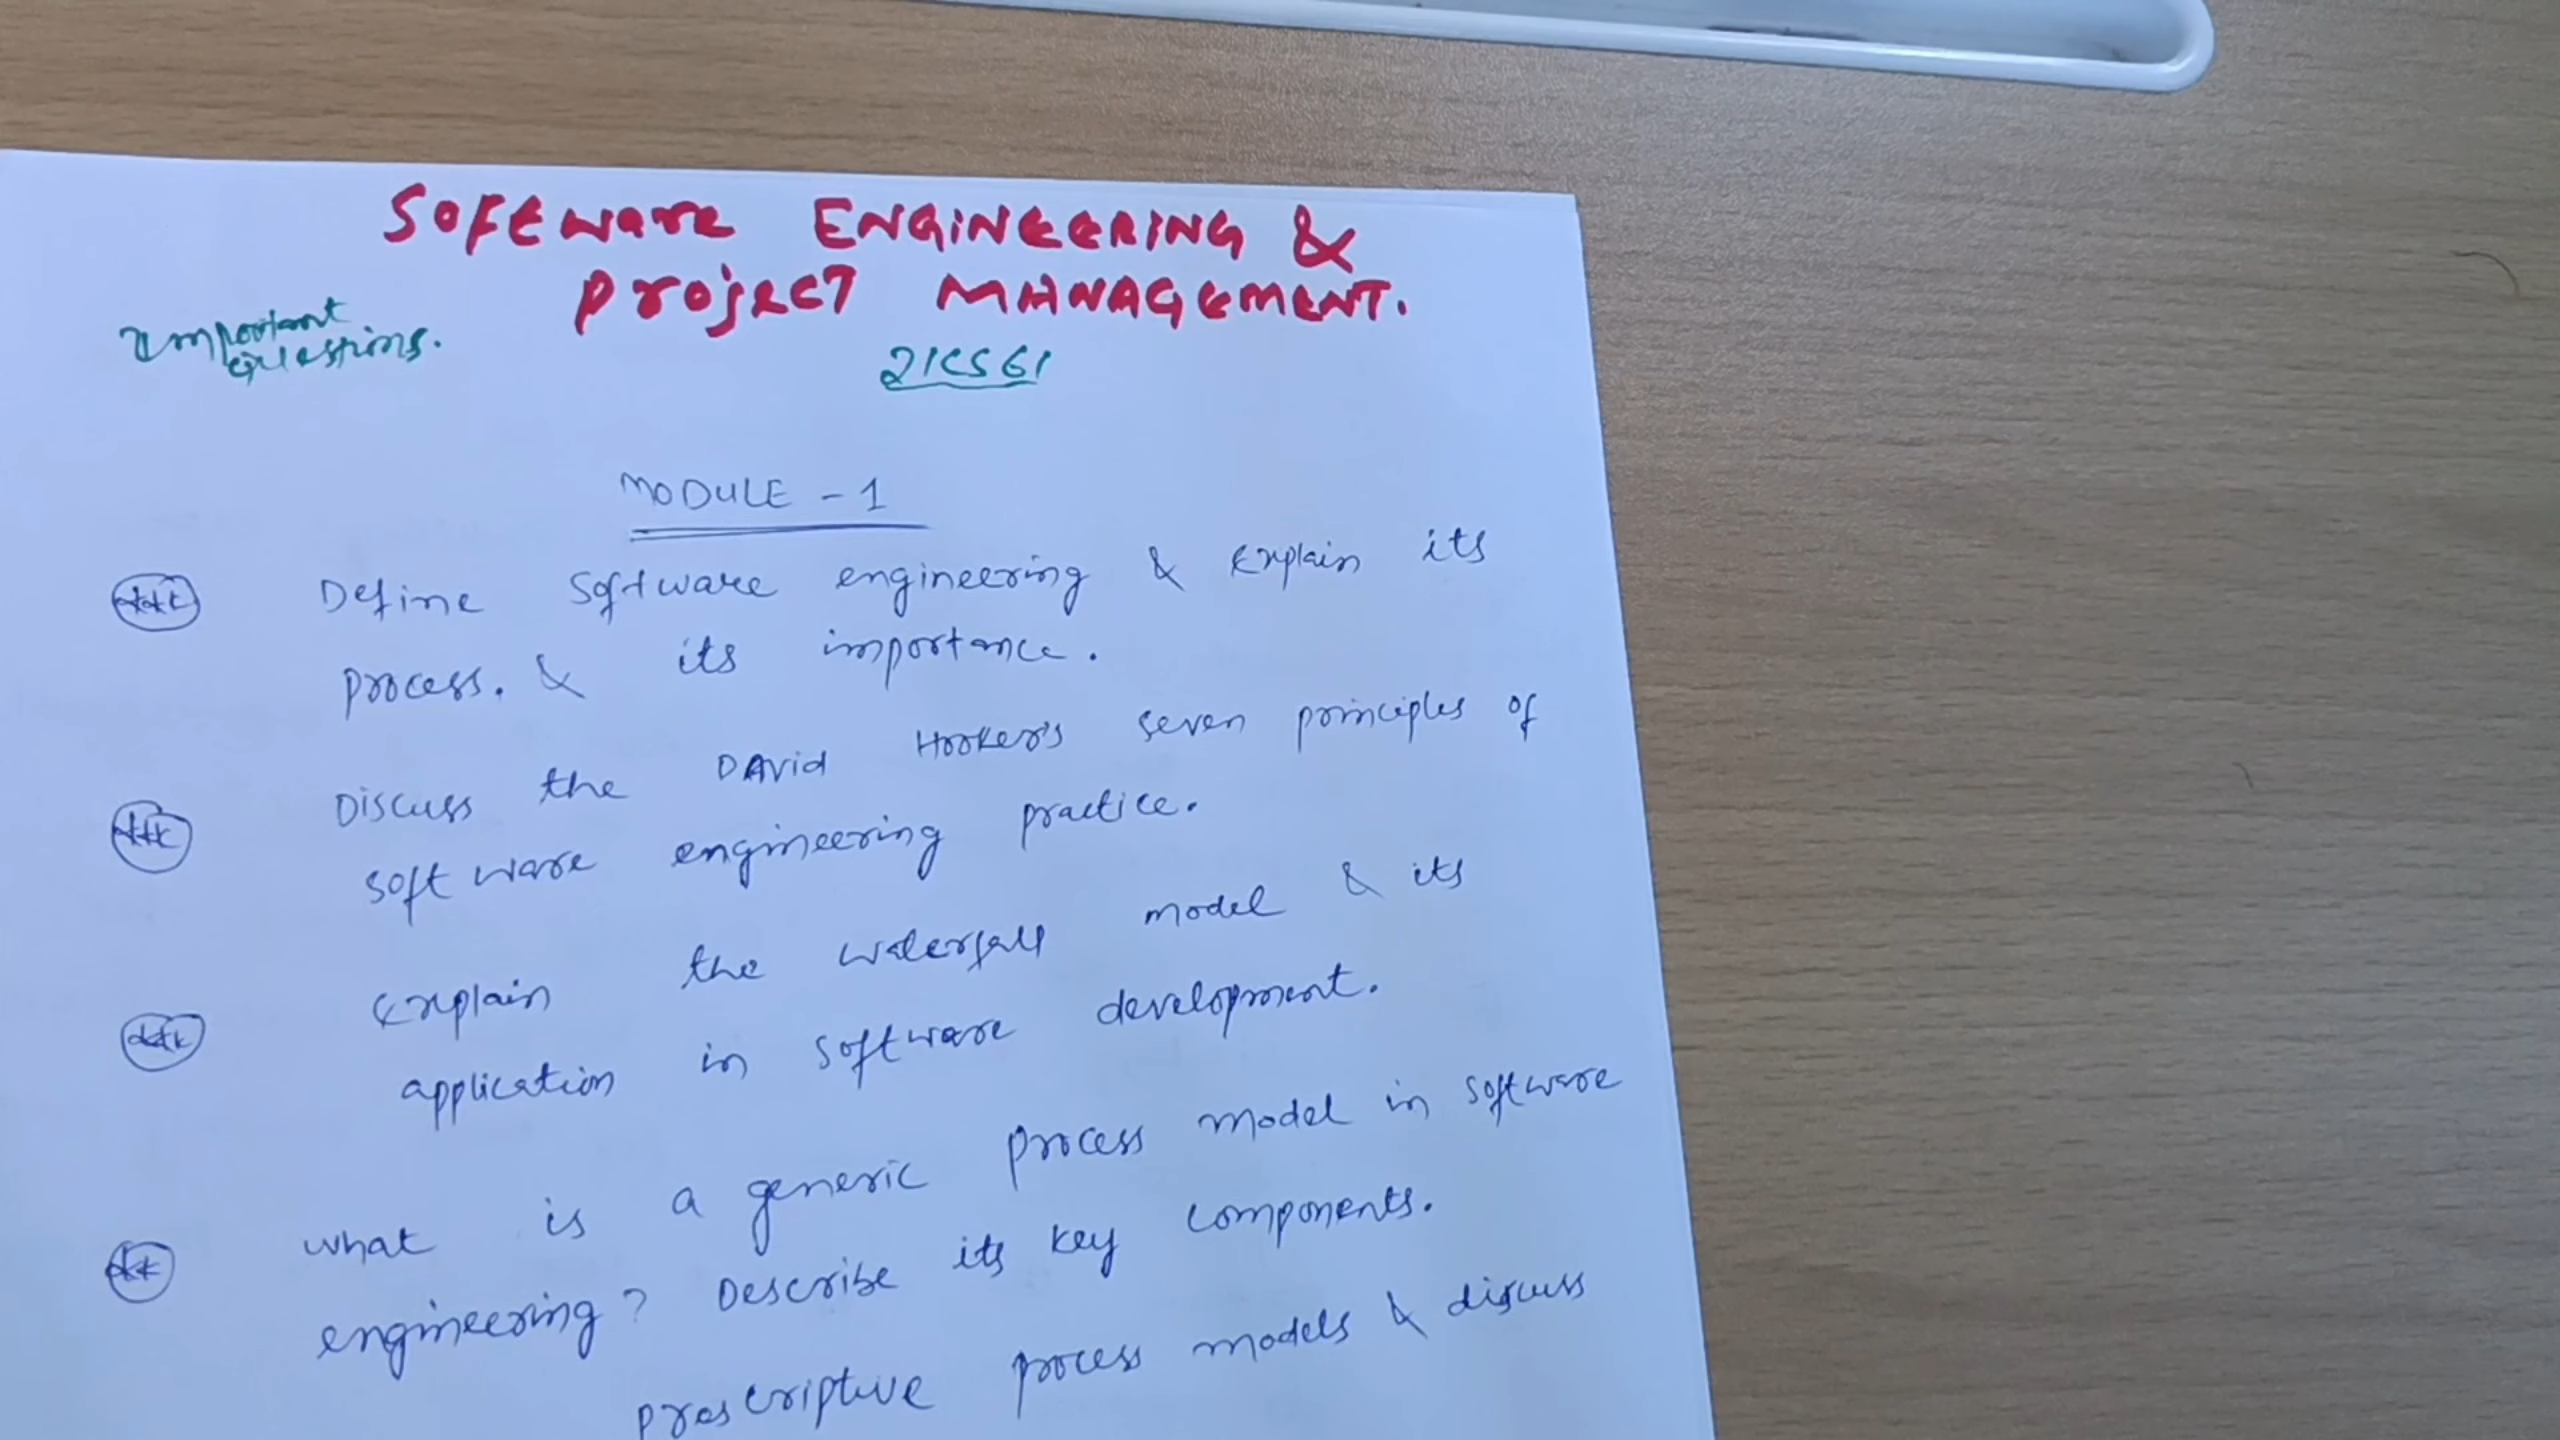 Software ENGiNEERING &
Project MANAGEMENT.
important
questions.
21CS61
MODULE - 1
*** Define Software engineering & Explain its
process. & its importance.
*** Discuss the DAvid Hooker's seven principles of
software engineering practice.
*** Explain the waterfall model & its
application in software development.
** what is a generic process model in software
engineering? Describe its key components.
prescriptive process models & discuss